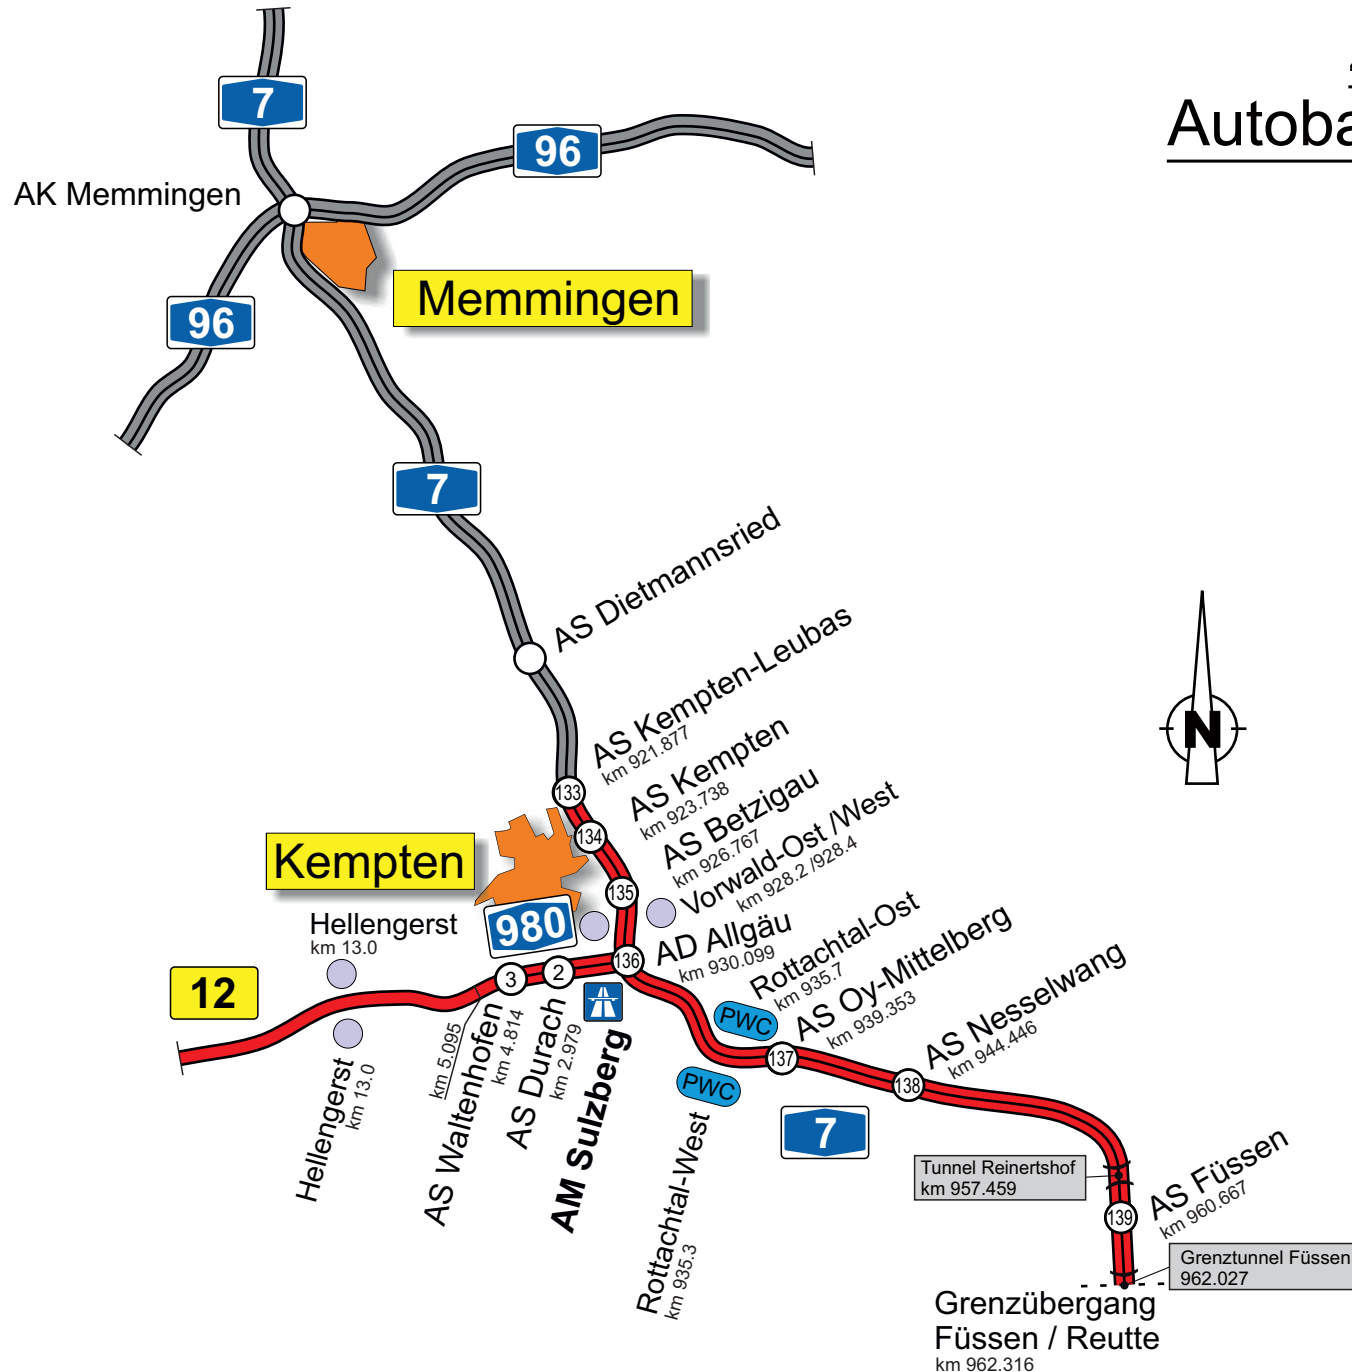 7
96
AK Memmingen
Autoba
Memmingen
96
7
AS Dietmannsried
AS Kempten-Leubas
km 921.877
133
AS Kempten
km 923.738
134
AS Betzigau
km 926.767
135
Kempten
Vorwald-Ost /West
km 928.2 /928.4
980
Hellengerst
km 13.0
AD Allgäu
km 930.099
136
N
12
3
2
Rottachtal-Ost
km 935.7
PWC
AS Oy-Mittelberg
km 939.353
137
AS Nesselwang
km 944.446
138
Hellengerst
km 13.0
km 5.095
AS Waltenhofen
km 4.814
AS Durach
km 2.979
AM Sulzberg
PWC
Rottachtal-West
km 935.3
7
Tunnel Reinertshof
km 957.459
AS Füssen
km 960.667
139
Grenztunnel Füssen
962.027
Grenzübergang
Füssen / Reutte
km 962.316